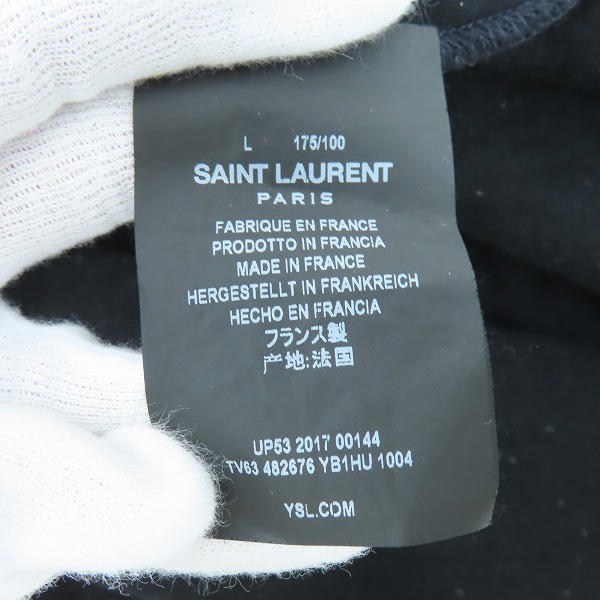 L 175/100
SAINT LAURENT
PARIS
FABRIQUE EN FRANCE
PRODOTTO IN FRANCIA
MADE IN FRANCE
HERGESTELLT IN FRANKREICH
HECHO EN FRANCIA
フランス製
产地:法国
UP53 2017 00144
TV63 482676 YB1HU 1004
YSL.COM